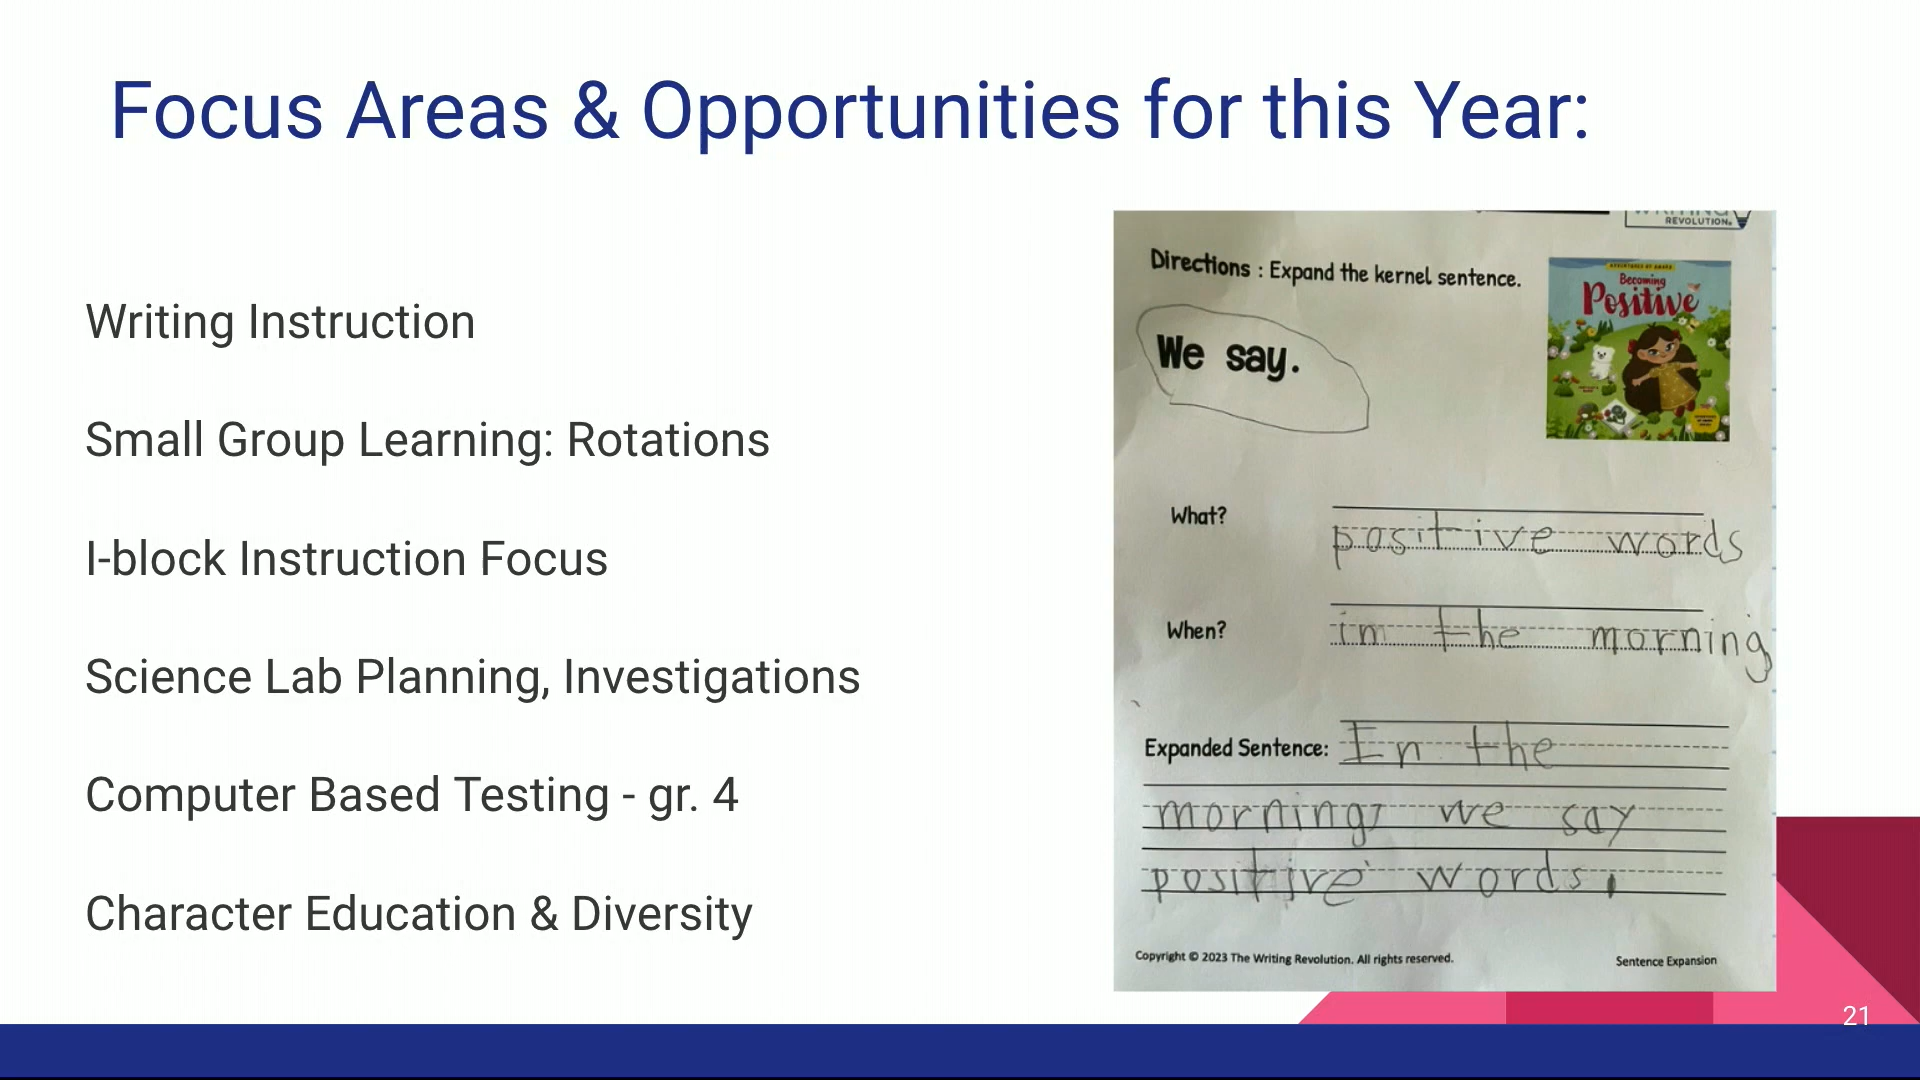 Focus Areas & Opportunities for this Year:
Writing Instruction
Small Group Learning: Rotations
I-block Instruction Focus
Science Lab Planning, Investigations
Computer Based Testing - gr. 4
Character Education & Diversity
REVOLUTION
Directions : Expand the kernel sentence.
Becoming
Positive
We say.
What?
positive words
When?
in the morning
Expanded Sentence: In the
morning, we say
positive words.
Copyright © 2023 The Writing Revolution. All rights reserved.
Sentence Expansion
21